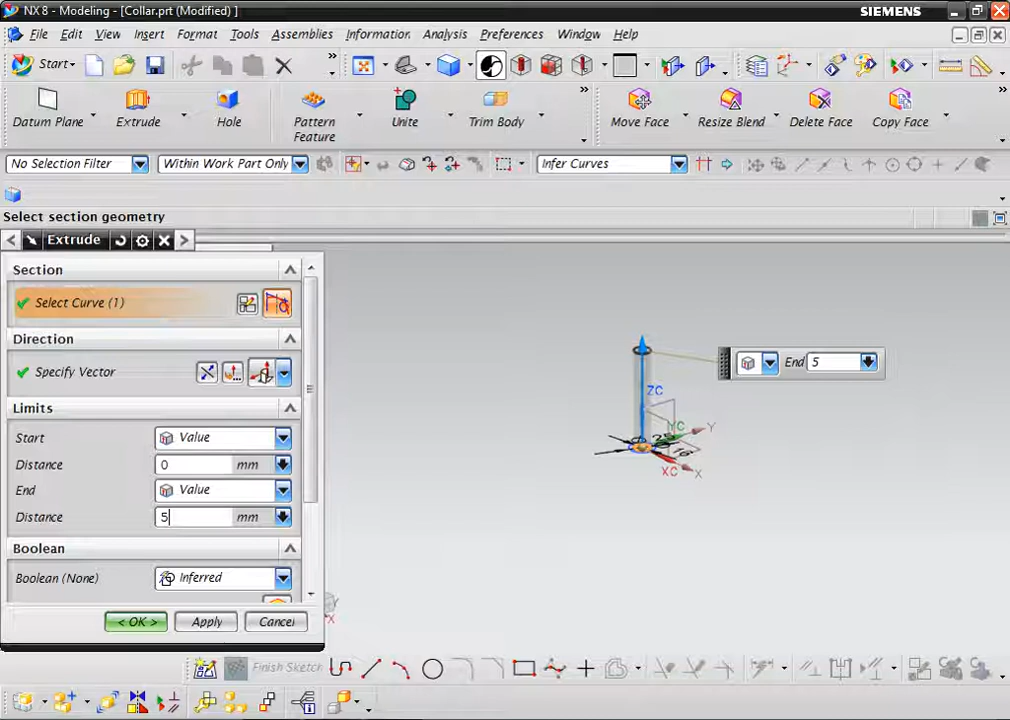 NX 8 - Modeling - [Collar.prt (Modified) ]
SIEMENS
File Edit View Insert Format Tools Assemblies Information Analysis Preferences Window Help
Start
Datum Plane Extrude Hole Pattern Feature Unite Trim Body Move Face Resize Blend Delete Face Copy Face
No Selection Filter Within Work Part Only Infer Curves
Select section geometry
Extrude
Section
Select Curve (1)
Direction
Specify Vector
End 5
Limits
ZC
Start Value
YC Y
Distance 0 mm
XC X
End Value
Distance 5 mm
Boolean
Boolean (None) Inferred
< OK > Apply Cancel
X
Finish Sketch